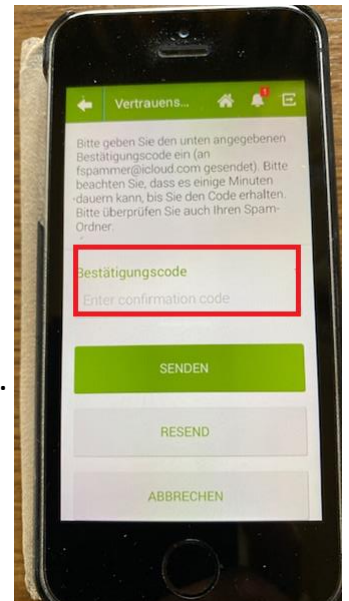 Vertrauens...
1
Bitte geben Sie den unten angegebenen
Bestätigungscode ein (an
fspammer@icloud.com gesendet). Bitte
beachten Sie, dass es einige Minuten
dauern kann, bis Sie den Code erhalten.
Bitte überprüfen Sie auch Ihren Spam-
Ordner.
Bestätigungscode
Enter confirmation code
SENDEN
RESEND
ABBRECHEN